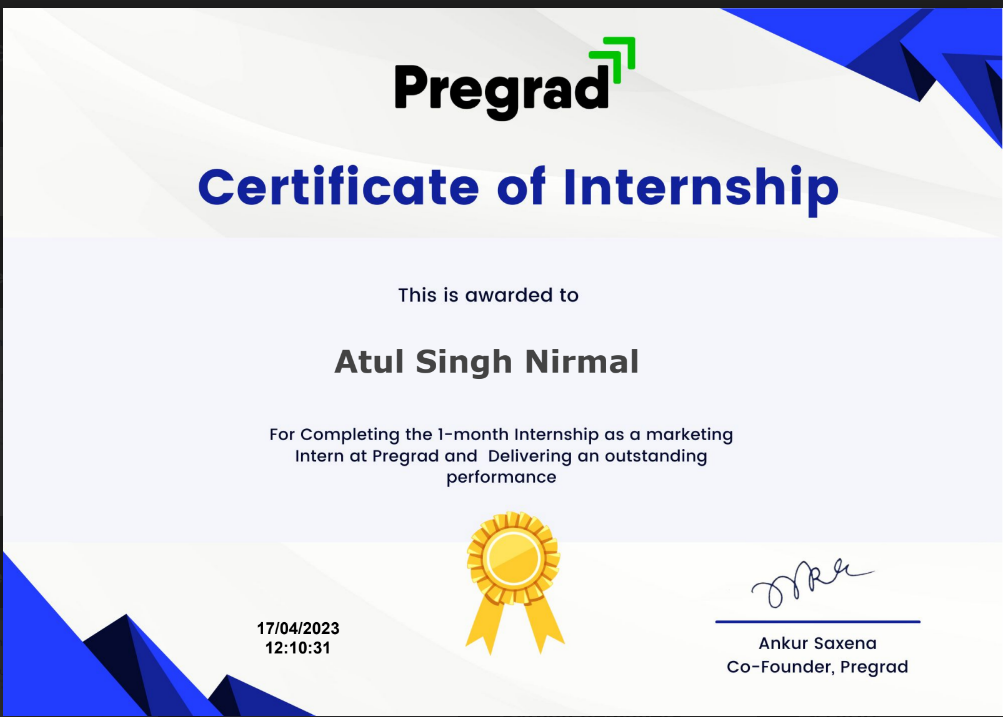 Pregrad
Certificate of Internship
This is awarded to
Atul Singh Nirmal
For Completing the 1-month Internship as a marketing
Intern at Pregrad and  Delivering an outstanding
performance
17/04/2023
12:10:31
Ankur Saxena
Co-Founder, Pregrad